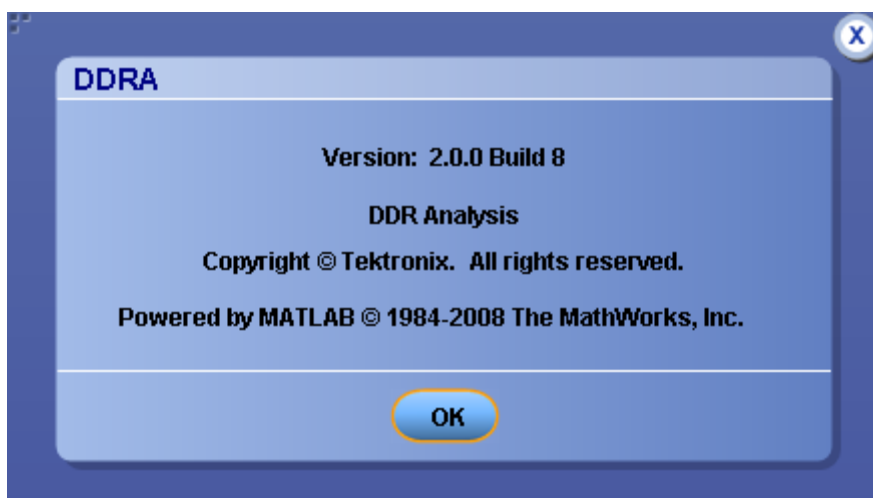 X
DDRA
Version: 2.0.0 Build 8
DDR Analysis
Copyright © Tektronix. All rights reserved.
Powered by MATLAB © 1984-2008 The MathWorks, Inc.
OK